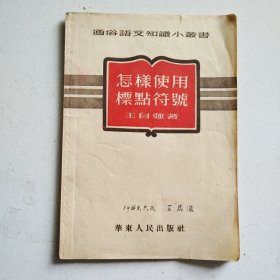 通俗語文知識小叢書
怎樣使用
標點符號
王自強著
華東人民出版社